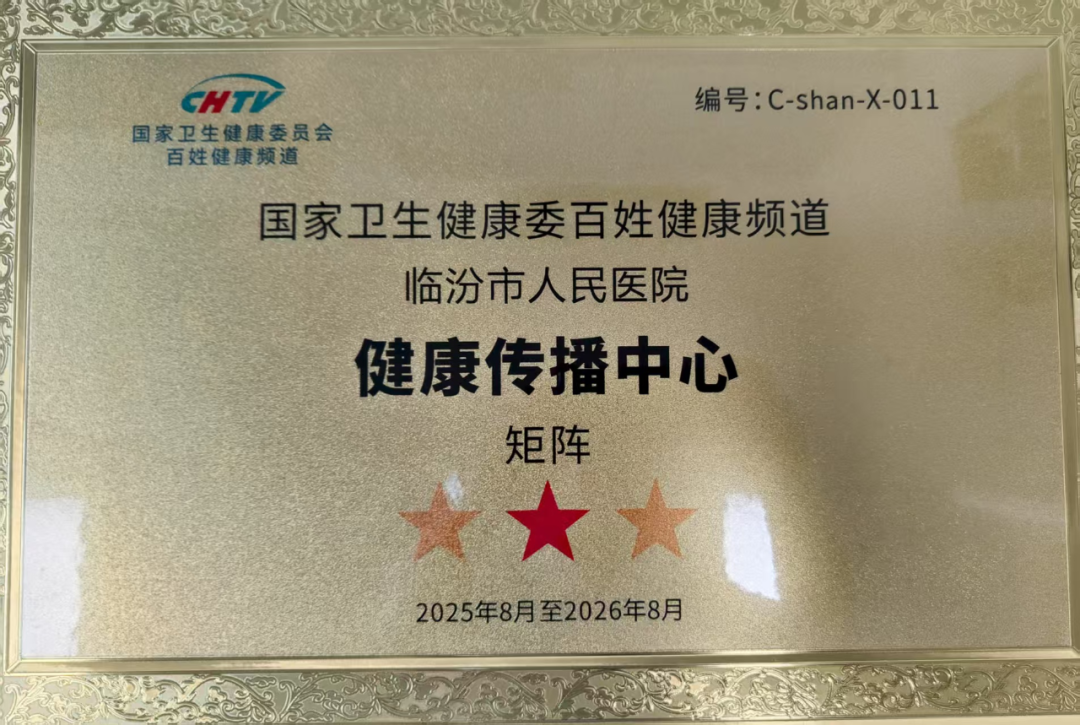 CHTV
国家卫生健康委员会
百姓健康频道
编号：C-shan-X-011
国家卫生健康委百姓健康频道
临汾市人民医院
健康传播中心
矩阵
2025年8月至2026年8月